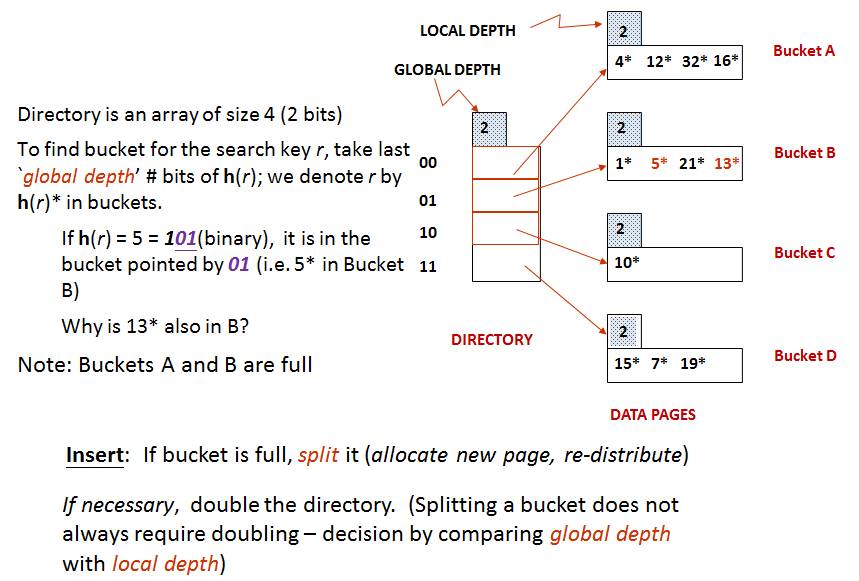 LOCAL DEPTH
2
4* 12* 32* 16*
Bucket A
GLOBAL DEPTH
2
Directory is an array of size 4 (2 bits)
To find bucket for the search key r, take last
`global depth’ # bits of h(r); we denote r by
h(r)* in buckets.
If h(r) = 5 = 101(binary), it is in the
bucket pointed by 01 (i.e. 5* in Bucket
B)
Why is 13* also in B?
Note: Buckets A and B are full
00
01
10
11
DIRECTORY
2
1* 5* 21* 13*
Bucket B
2
10*
Bucket C
2
15* 7* 19*
Bucket D
DATA PAGES
Insert: If bucket is full, split it (allocate new page, re-distribute)
If necessary, double the directory. (Splitting a bucket does not
always require doubling – decision by comparing global depth
with local depth)